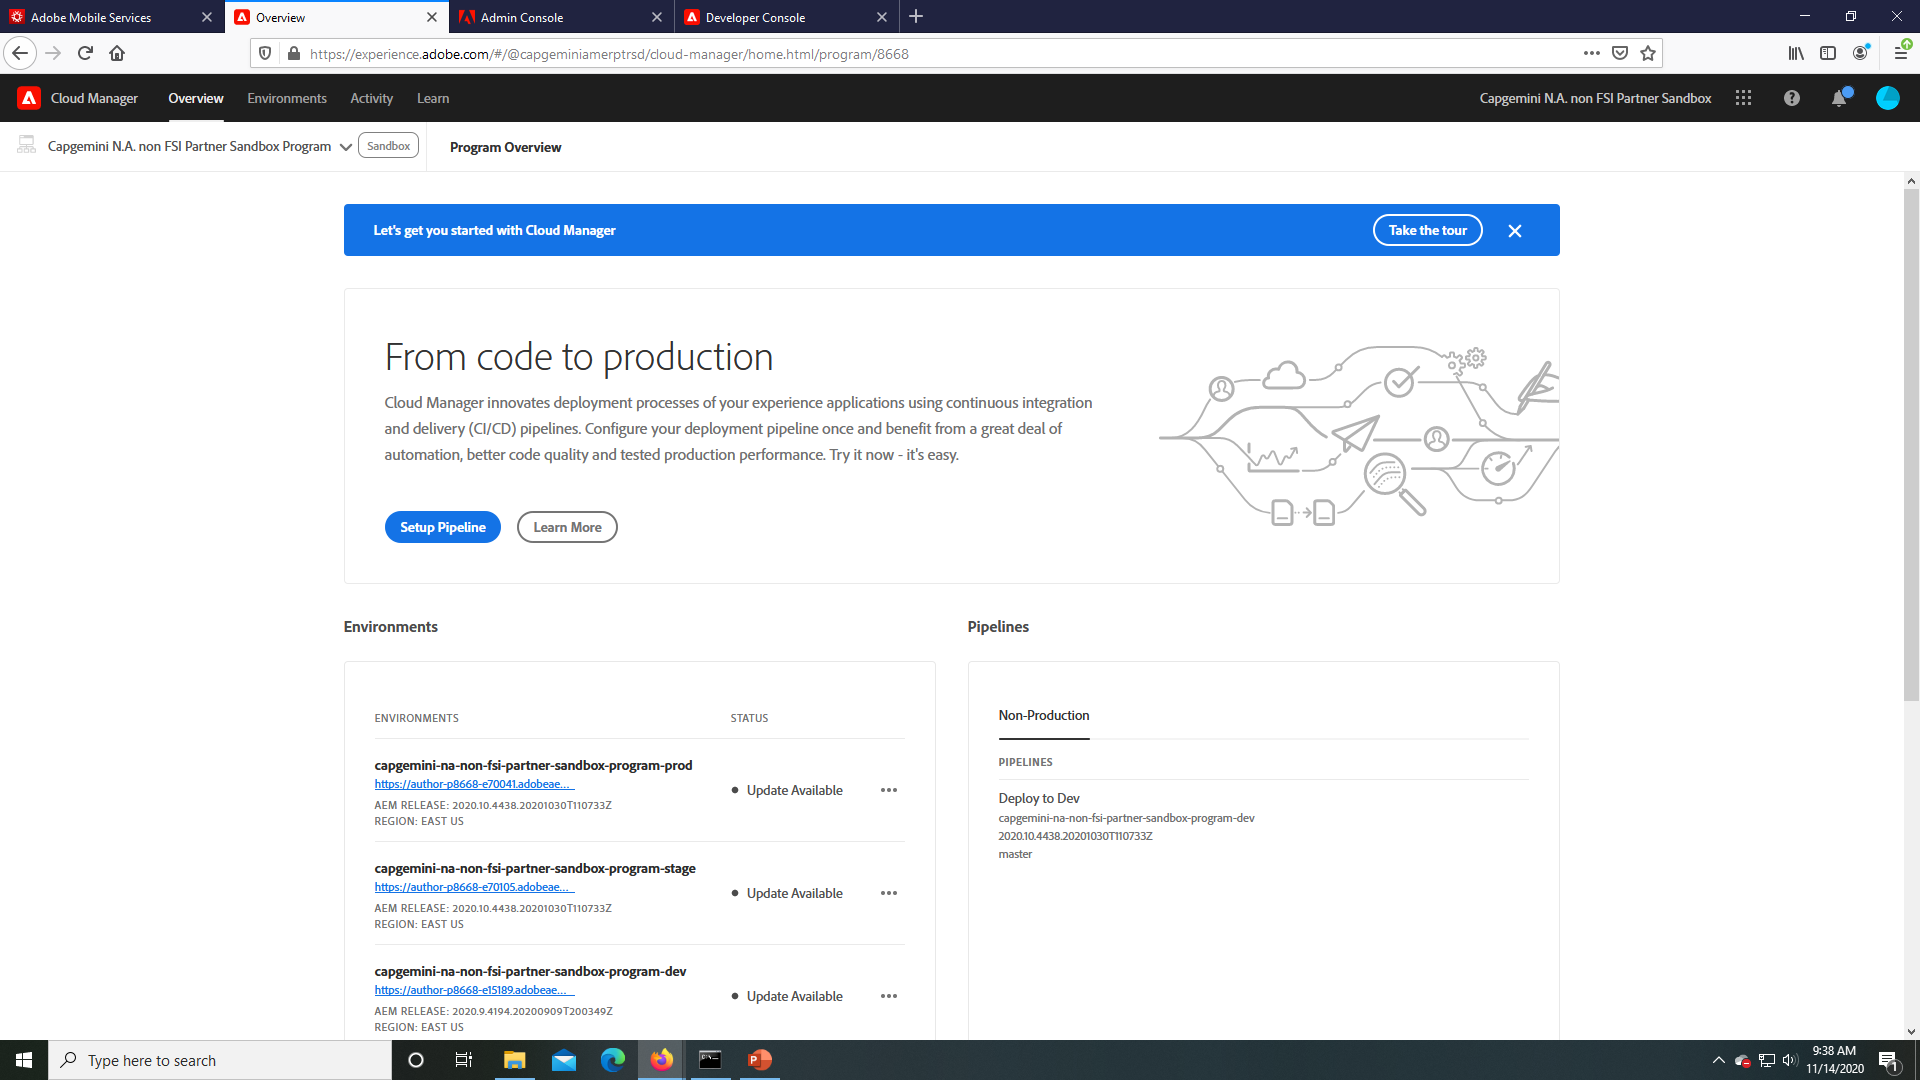 Adobe Mobile Services
Overview
Admin Console
Developer Console
https://experience.adobe.com/#/@capgeminiamerptrsd/cloud-manager/home.html/program/8668
Cloud Manager
Overview
Environments
Activity
Learn
Capgemini N.A. non FSI Partner Sandbox
Capgemini N.A. non FSI Partner Sandbox Program
Sandbox
Program Overview
Let's get you started with Cloud Manager
Take the tour
From code to production
Cloud Manager innovates deployment processes of your experience applications using continuous integration
and delivery (CI/CD) pipelines. Configure your deployment pipeline once and benefit from a great deal of
automation, better code quality and tested production performance. Try it now - it's easy.
Setup Pipeline
Learn More
Environments
ENVIRONMENTS
STATUS
capgemini-na-non-fsi-partner-sandbox-program-prod
https://author-p8668-e70041.adobeae...
AEM RELEASE: 2020.10.4438.20201030T110733Z
REGION: EAST US
Update Available
capgemini-na-non-fsi-partner-sandbox-program-stage
https://author-p8668-e70105.adobeae...
AEM RELEASE: 2020.10.4438.20201030T110733Z
REGION: EAST US
Update Available
capgemini-na-non-fsi-partner-sandbox-program-dev
https://author-p8668-e15189.adobeae...
AEM RELEASE: 2020.9.4194.20200909T200349Z
REGION: EAST US
Update Available
Pipelines
Non-Production
PIPELINES
Deploy to Dev
capgemini-na-non-fsi-partner-sandbox-program-dev
2020.10.4438.20201030T110733Z
master
Type here to search
9:38 AM
11/14/2020
1